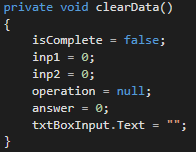 private void clearData()
{
isComplete = false;
inp1 = 0;
inp2 = 0;
operation = null;
answer = 0;
txtBoxInput.Text = "";
}